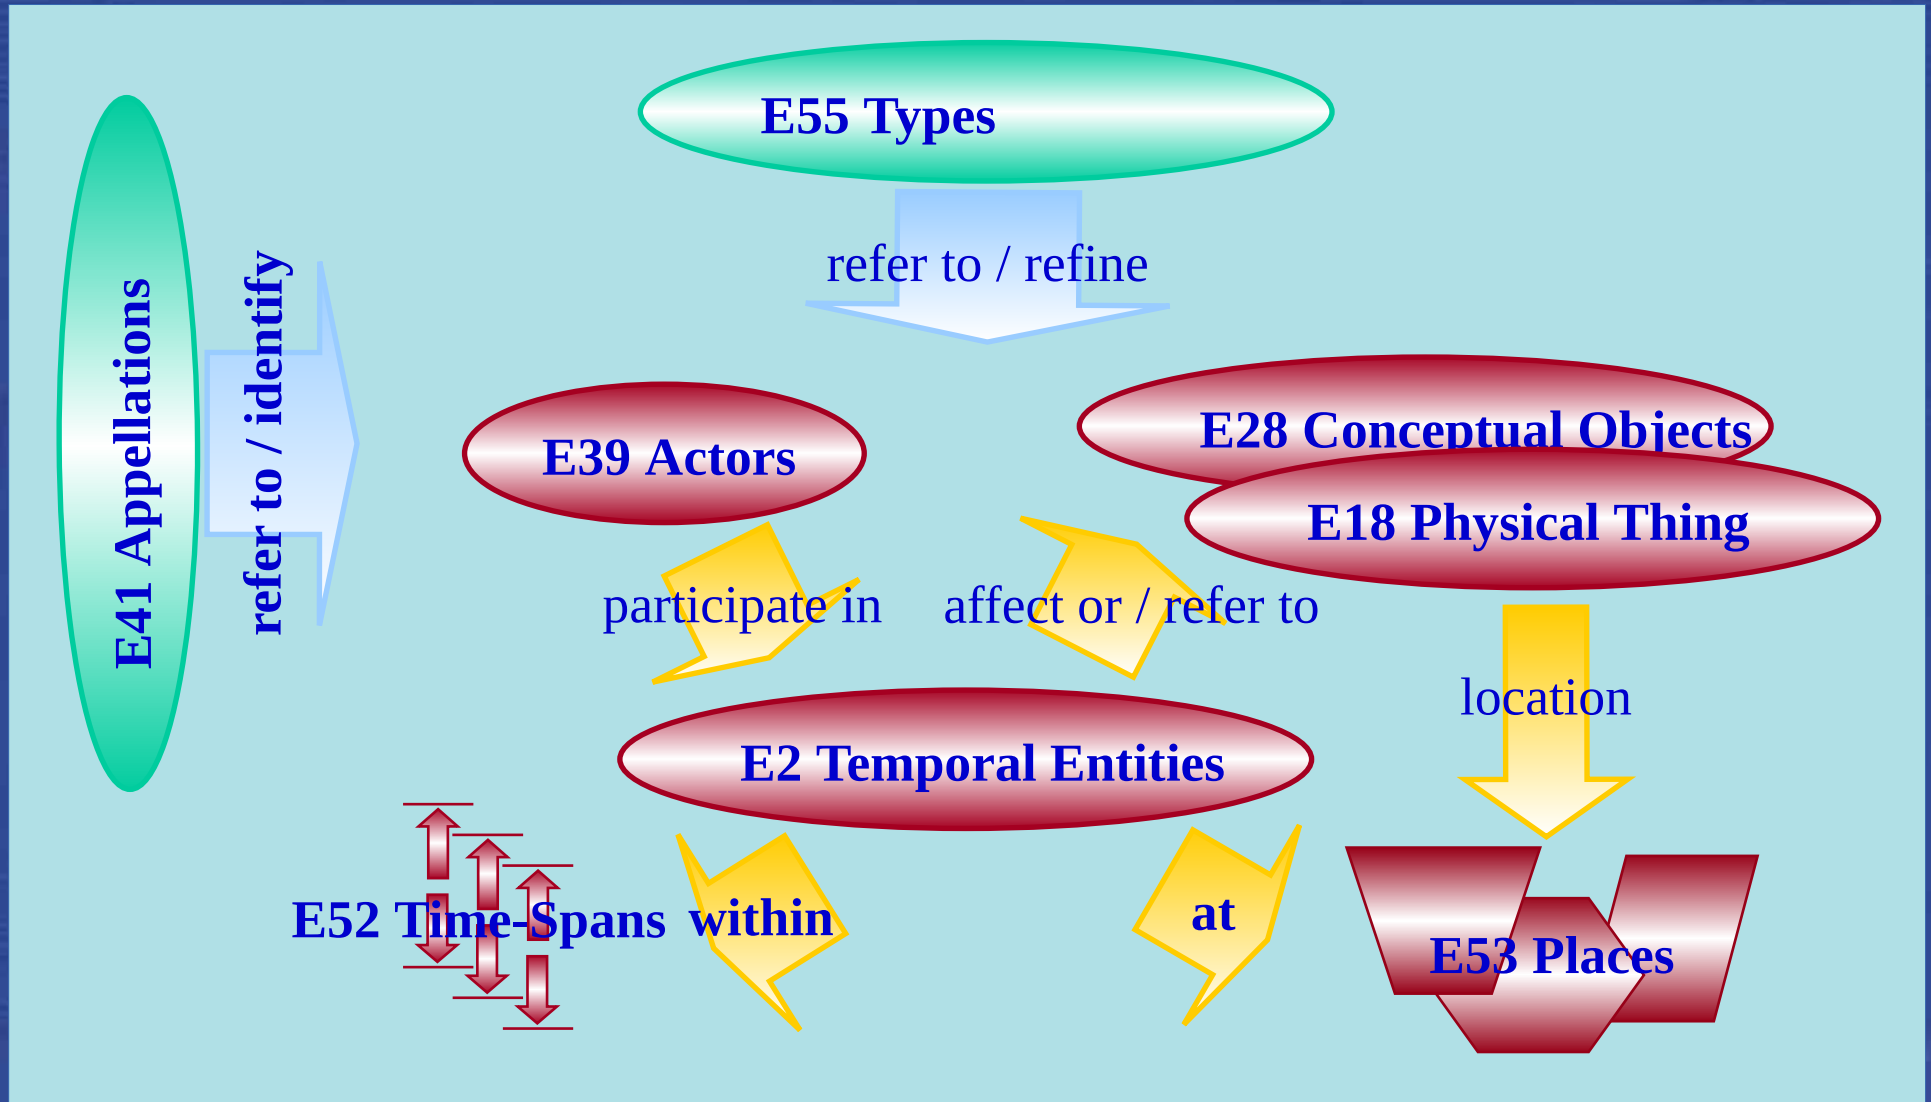 E55 Types
refer to / refine
E41 Appellations
refer to / identify
E39 Actors
E28 Conceptual Objects
E18 Physical Thing
participate in
affect or / refer to
location
E2 Temporal Entities
E52 Time-Spans
within
at
E53 Places